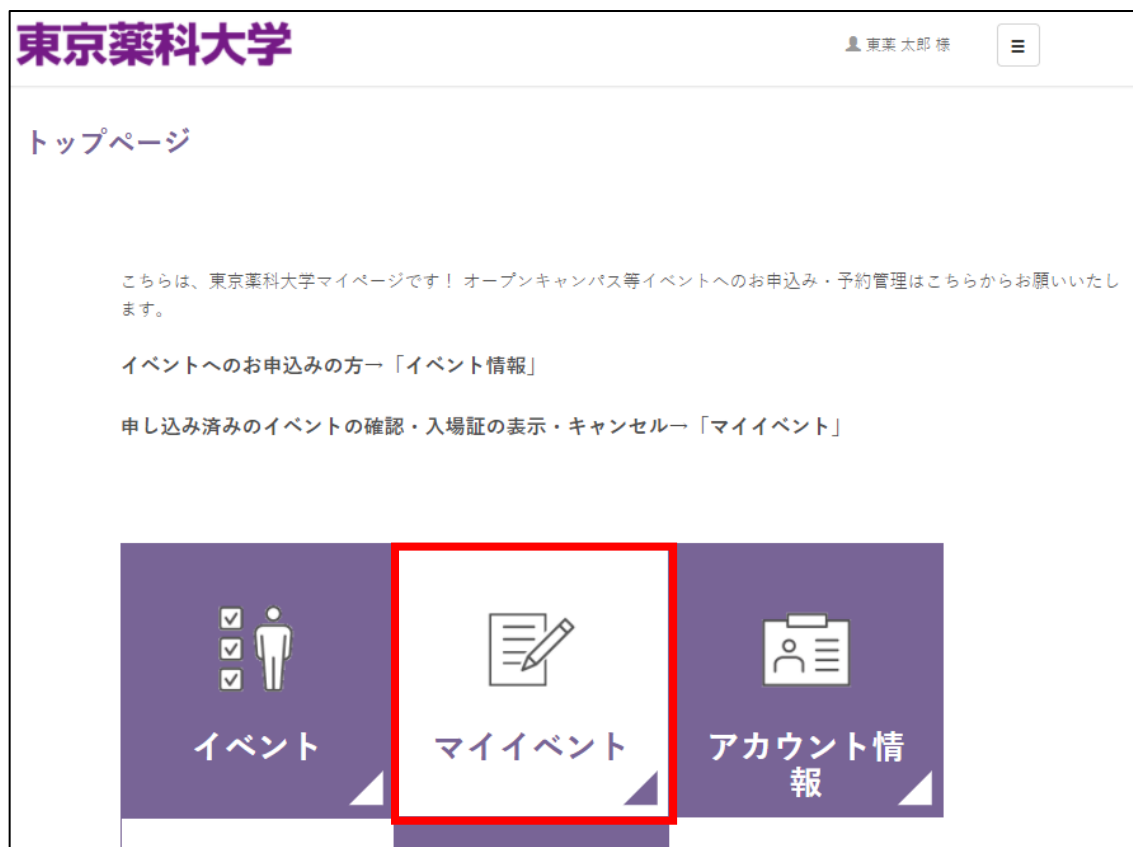 東京薬科大学
東薬 太郎 様
トップページ
こちらは、東京薬科大学マイページです！ オープンキャンパス等イベントへのお申込み・予約管理はこちらからお願いいたし
ます。
イベントへのお申込みの方→「イベント情報」
申し込み済みのイベントの確認・入場証の表示・キャンセル→「マイイベント」
イベント
マイイベント
アカウント情
報